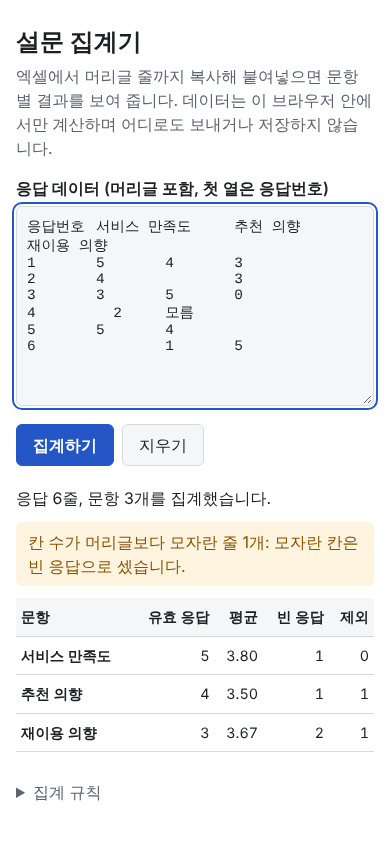 설문 집계기
엑셀에서 머리글 줄까지 복사해 붙여넣으면 문항
별 결과를 보여 줍니다. 데이터는 이 브라우저 안에
서만 계산하며 어디로도 보내거나 저장하지 않습
니다.
응답 데이터 (머리글 포함, 첫 열은 응답번호)
응답번호 서비스 만족도 추천 의향
재이용 의향
1 5 4 3
2 4 3
3 3 5 0
4 2 모름
5 5 4
6 1 5
집계하기 지우기
응답 6줄, 문항 3개를 집계했습니다.
칸 수가 머리글보다 모자란 줄 1개: 모자란 칸은
빈 응답으로 셌습니다.
문항 유효 응답 평균 빈 응답 제외
서비스 만족도 5 3.80 1 0
추천 의향 4 3.50 1 1
재이용 의향 3 3.67 2 1
▶ 집계 규칙